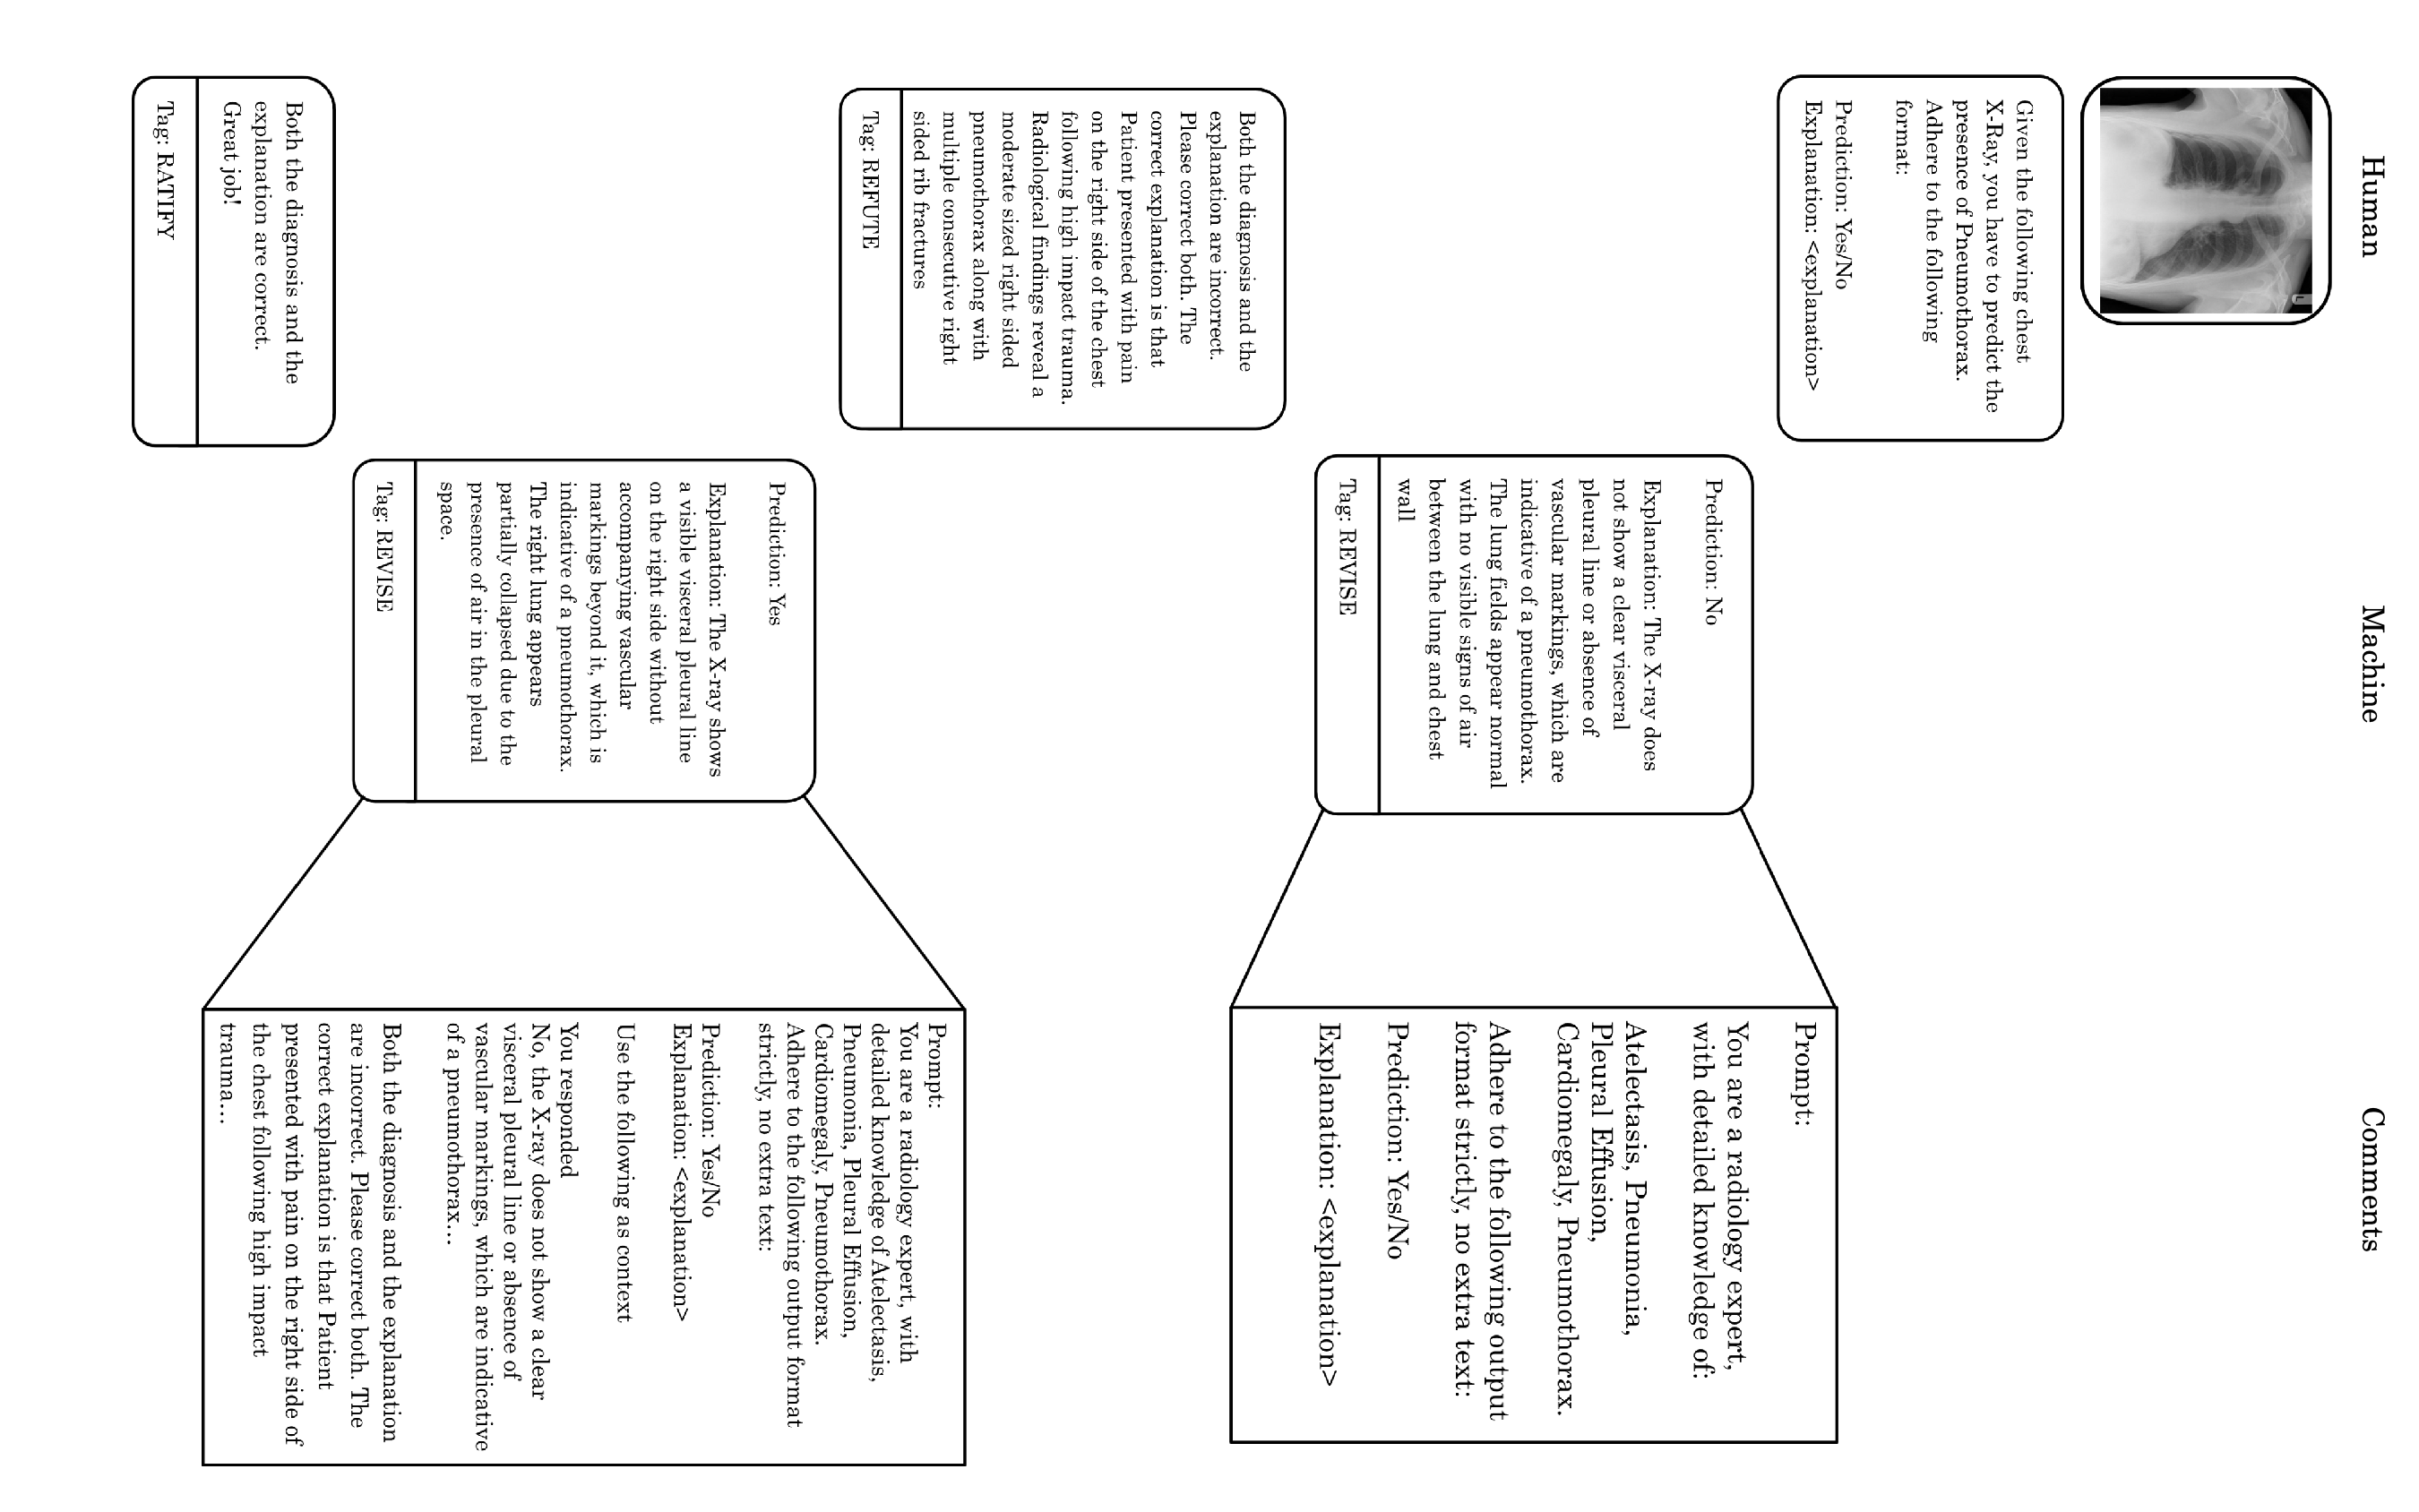 Human
Machine
Comments
L
Given the following chest
X-Ray, you have to predict the
presence of Pneumothorax.
Adhere to the following
format:
Prediction: Yes/No
Explanation: <explanation>
Prediction: No
Explanation: The X-ray does
not show a clear visceral
pleural line or absence of
vascular markings, which are
indicative of a pneumothorax.
The lung fields appear normal
with no visible signs of air
between the lung and chest
wall
Tag: REVISE
Prompt:
You are a radiology expert,
with detailed knowledge of:
Atelectasis, Pneumonia,
Pleural Effusion,
Cardiomegaly, Pneumothorax.
Adhere to the following output
format strictly, no extra text:
Prediction: Yes/No
Explanation: <explanation>
Both the diagnosis and the
explanation are incorrect.
Please correct both. The
correct explanation is that
Patient presented with pain
on the right side of the chest
following high impact trauma.
Radiological findings reveal a
moderate sized right sided
pneumothorax along with
multiple consecutive right
sided rib fractures
Tag: REFUTE
Prediction: Yes
Explanation: The X-ray shows
a visible visceral pleural line
on the right side without
accompanying vascular
markings beyond it, which is
indicative of a pneumothorax.
The right lung appears
partially collapsed due to the
presence of air in the pleural
space.
Tag: REVISE
Prompt:
You are a radiology expert, with
detailed knowledge of Atelectasis,
Pneumonia, Pleural Effusion,
Cardiomegaly, Pneumothorax.
Adhere to the following output format
strictly, no extra text:
Prediction: Yes/No
Explanation: <explanation>
Use the following as context
You responded
No, the X-ray does not show a clear
visceral pleural line or absence of
vascular markings, which are indicative
of a pneumothorax...
Both the diagnosis and the explanation
are incorrect. Please correct both. The
correct explanation is that Patient
presented with pain on the right side of
the chest following high impact
trauma...
Both the diagnosis and the
explanation are correct.
Great job!
Tag: RATIFY